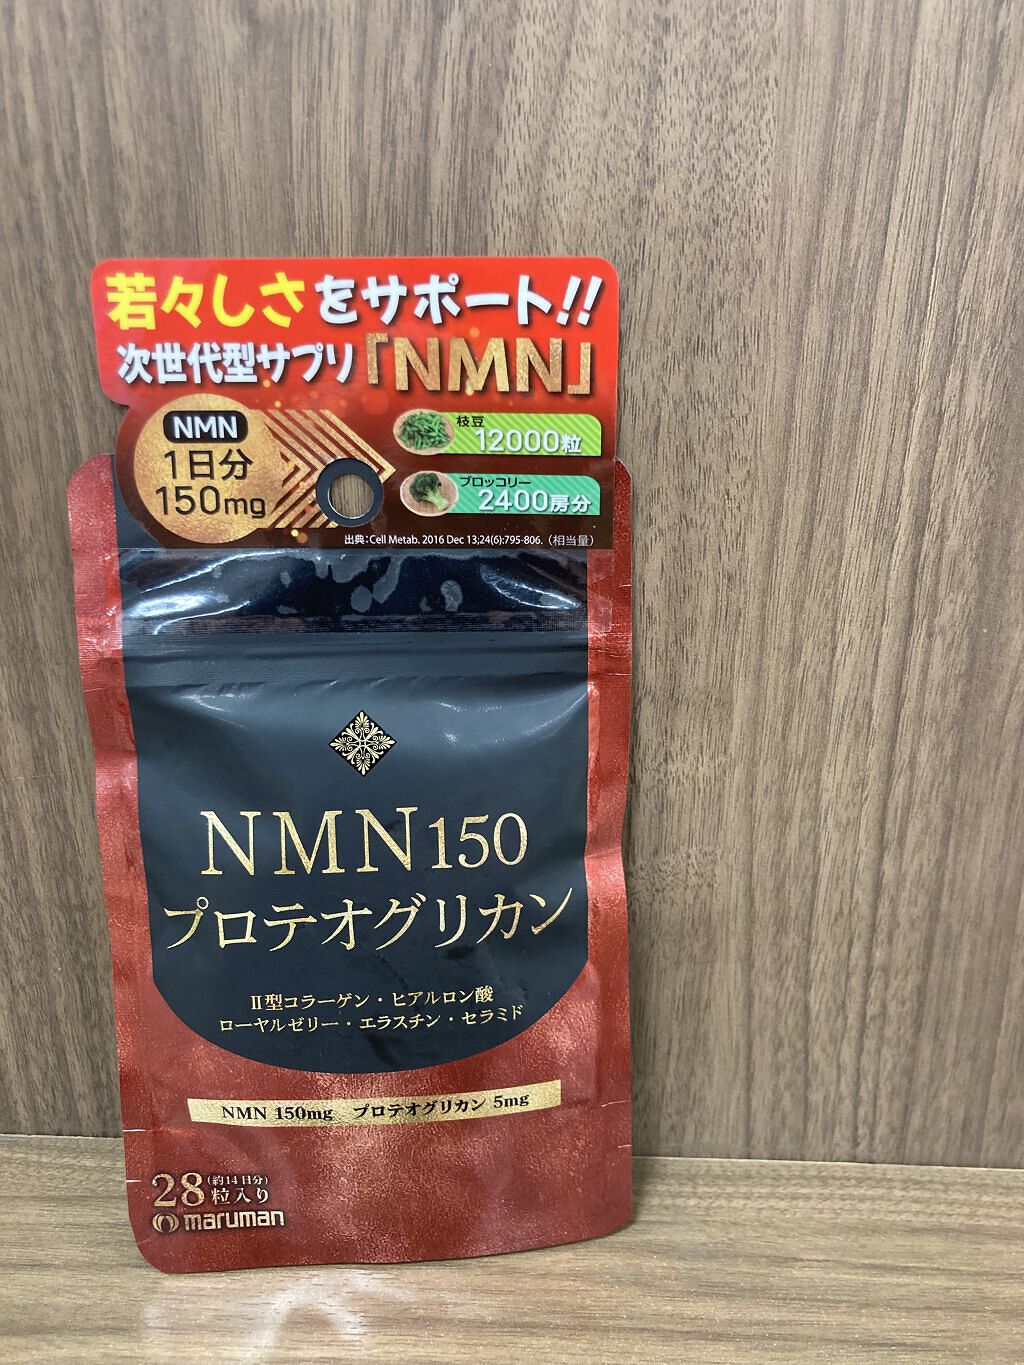 若々しさをサポート!!
次世代型サプリ「NMN」
NMN
1日分
150mg
枝豆
12000粒
ブロッコリー
2400房分
出典:Cell Metab. 2016 Dec 13;24(6):795-806.(相当量)
NMN150
プロテオグリカン
Ⅱ型コラーゲン・ヒアルロン酸
ローヤルゼリー・エラスチン・セラミド
NMN 150mg プロテオグリカン 5mg
28粒入り(約14日分)
maruman